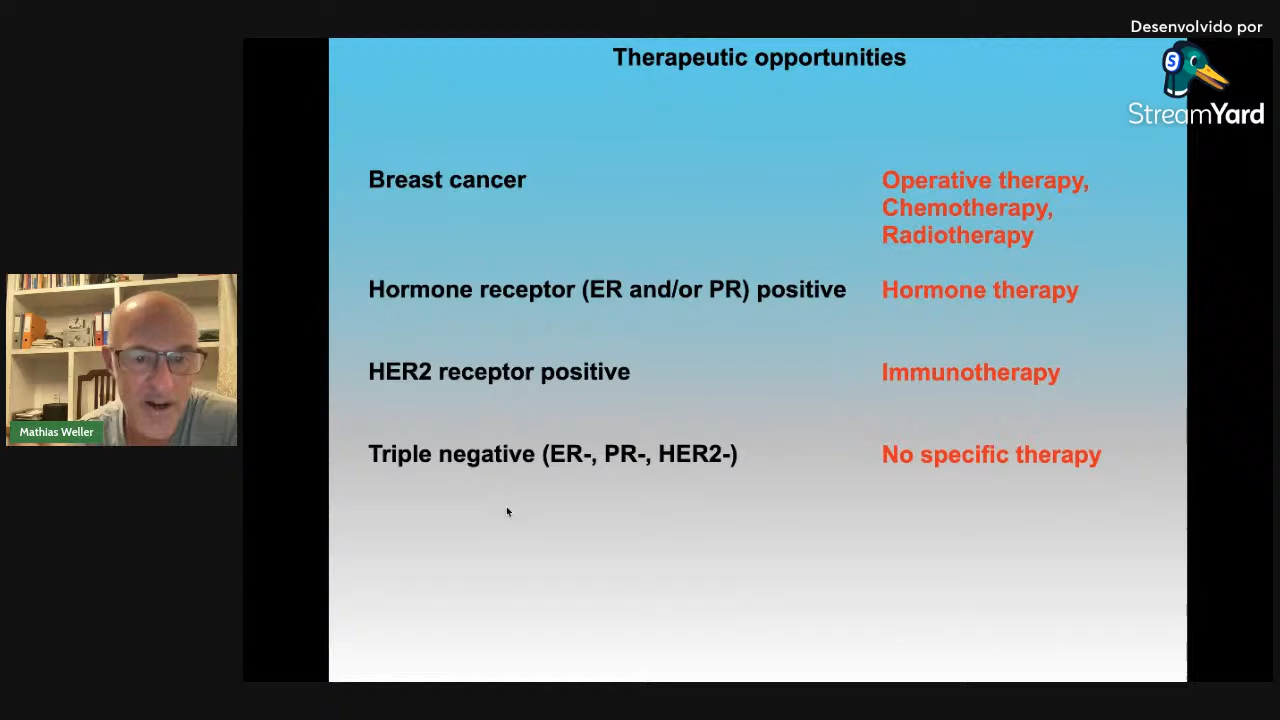 Desenvolvido por
StreamYard
Therapeutic opportunities
Breast cancer
Operative therapy,
Chemotherapy,
Radiotherapy
Hormone receptor (ER and/or PR) positive
Hormone therapy
HER2 receptor positive
Immunotherapy
Triple negative (ER-, PR-, HER2-)
No specific therapy
Mathias Weller